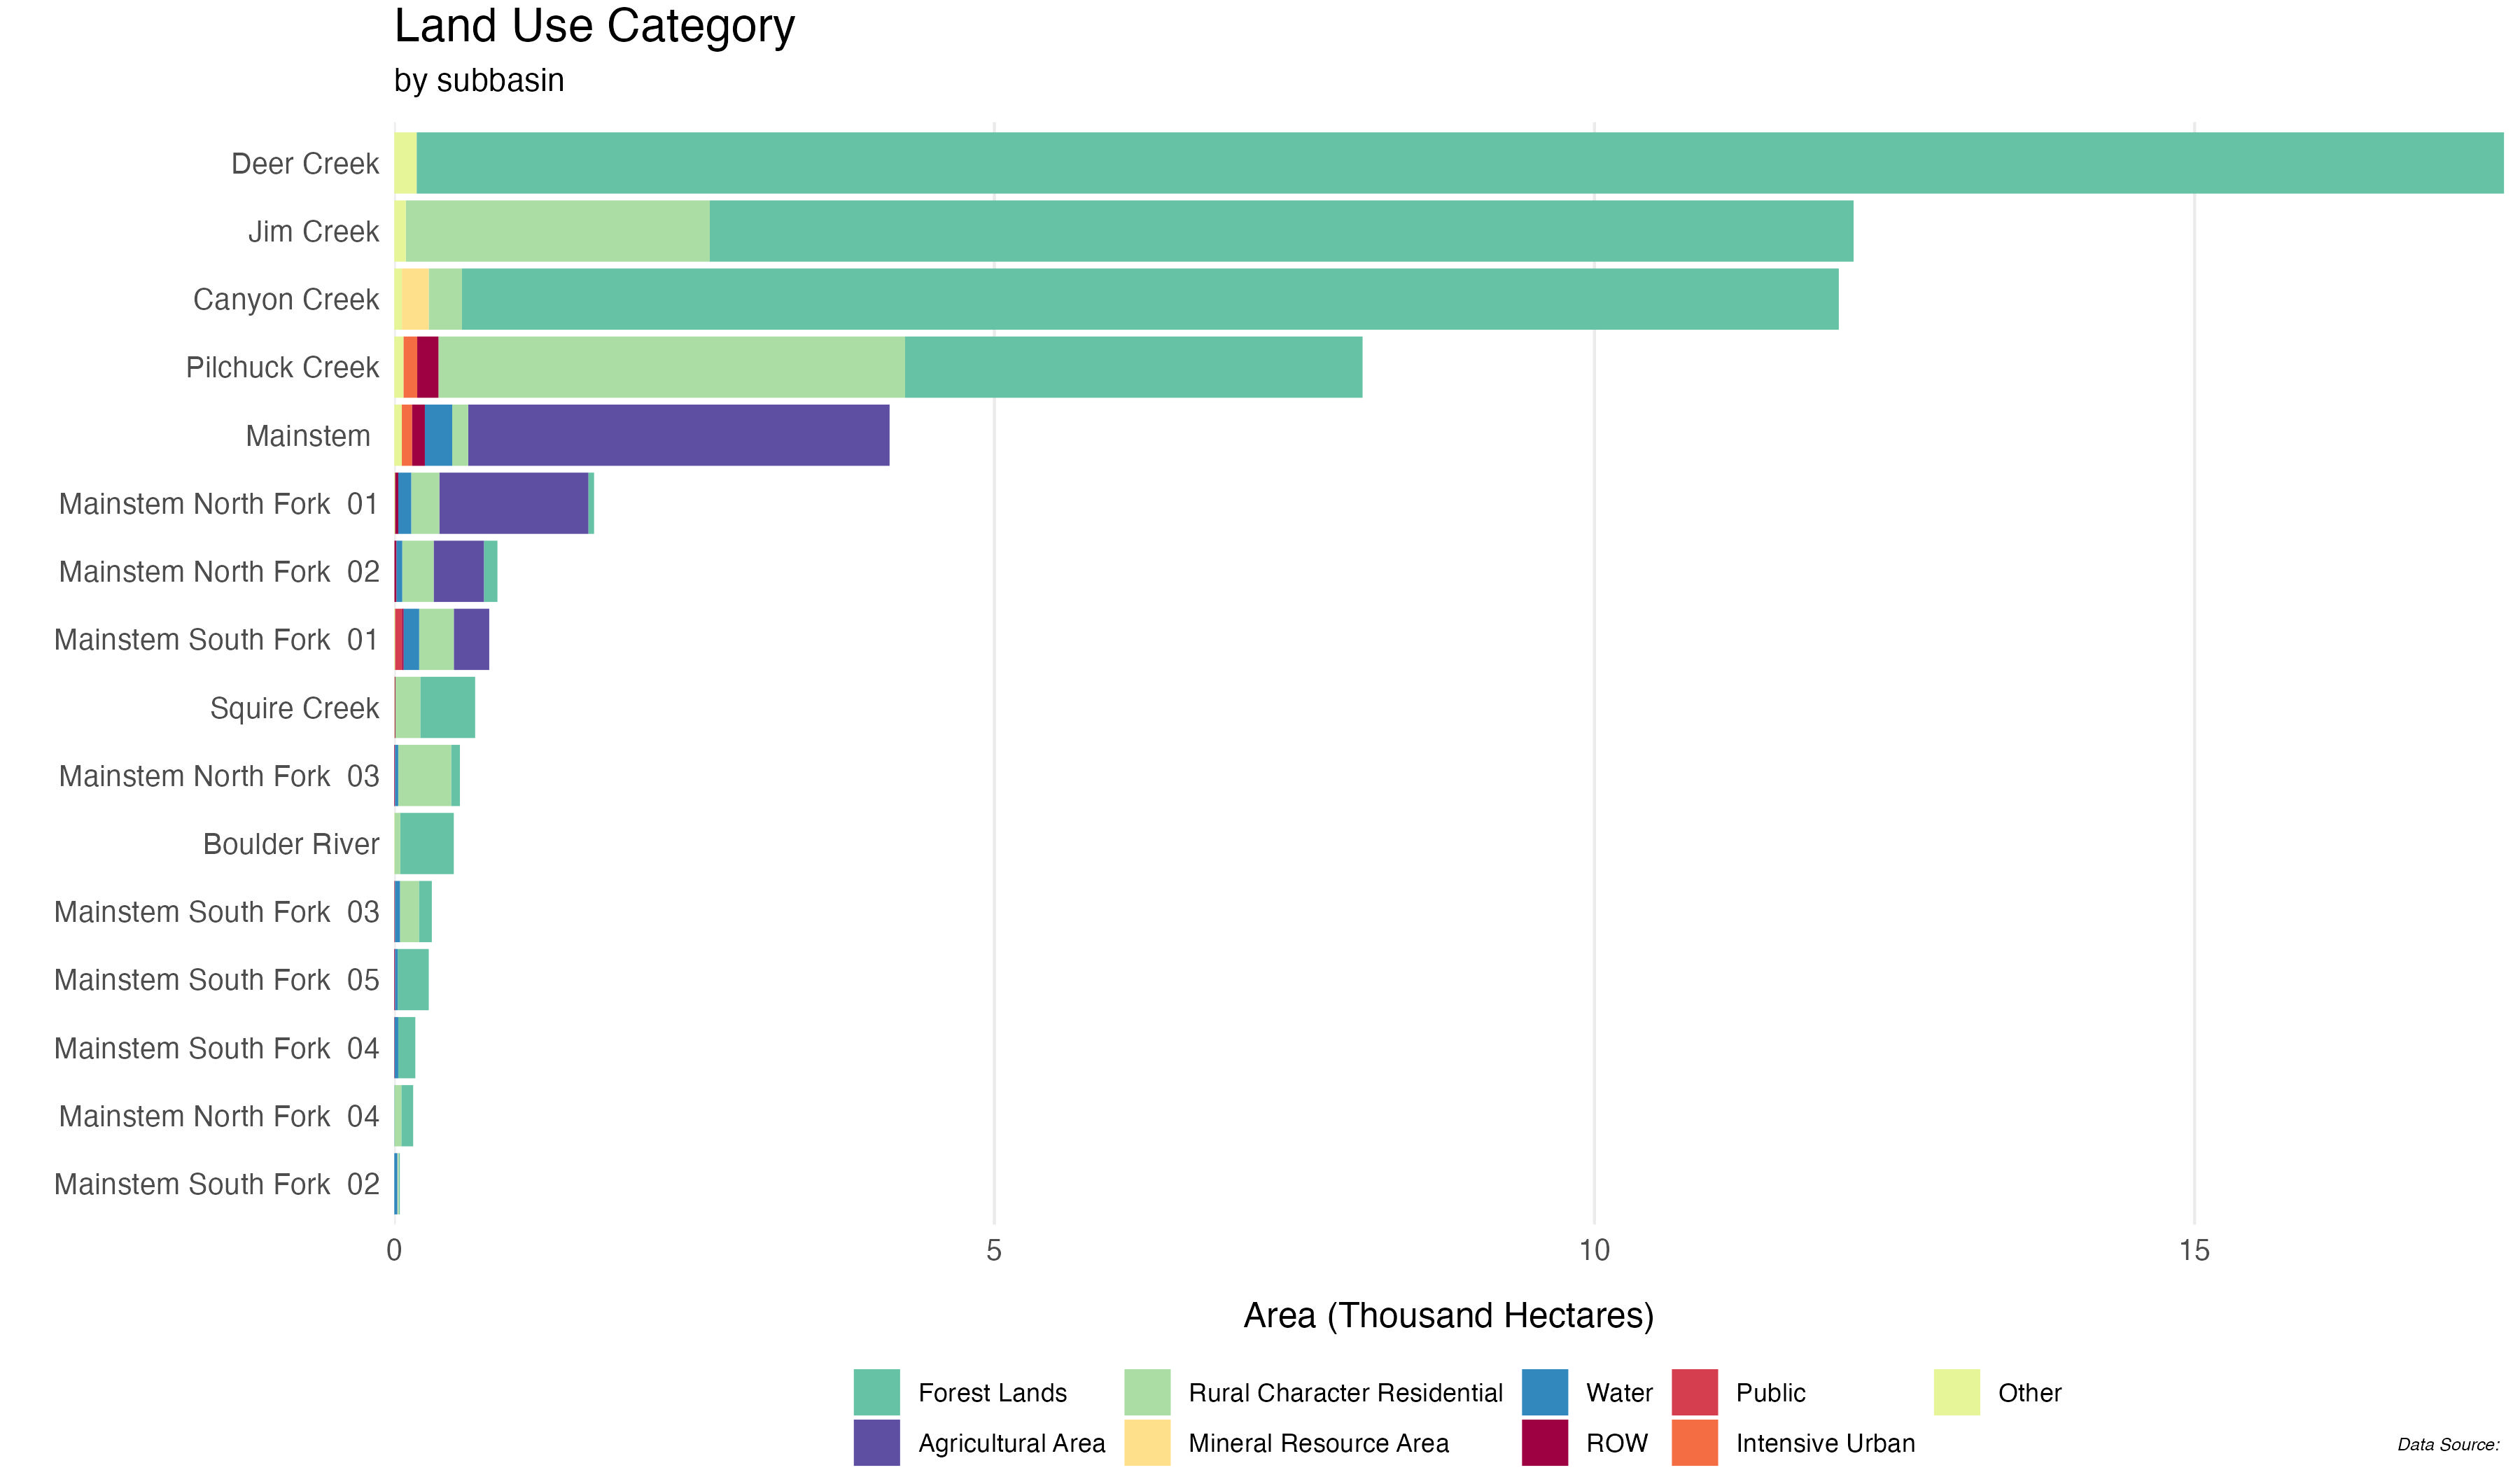 Land Use Category
by subbasin
Deer Creek
Jim Creek
Canyon Creek
Pilchuck Creek
Mainstem
Mainstem North Fork  01
Mainstem North Fork  02
Mainstem South Fork  01
Squire Creek
Mainstem North Fork  03
Boulder River
Mainstem South Fork  03
Mainstem South Fork  05
Mainstem South Fork  04
Mainstem North Fork  04
Mainstem South Fork  02
0 5 10 15
Area (Thousand Hectares)
Forest Lands Rural Character Residential Water Public Other
Agricultural Area Mineral Resource Area ROW Intensive Urban
Data Source: